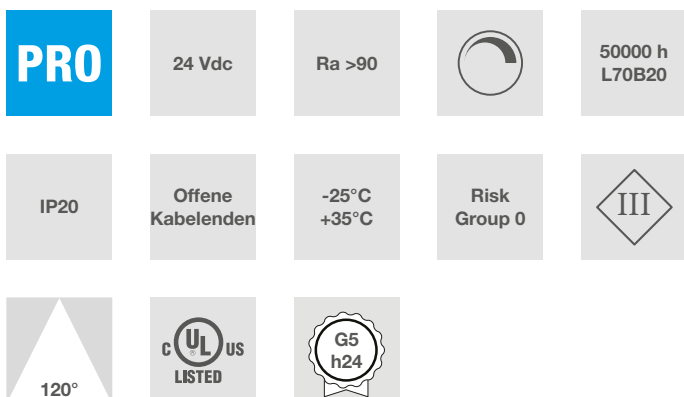 PRO
24 Vdc
Ra >90
50000 h
L70B20
IP20
Offene
Kabelenden
-25°C
+35°C
Risk
Group 0
III
120°
C UL® US
LISTED
G5
h24